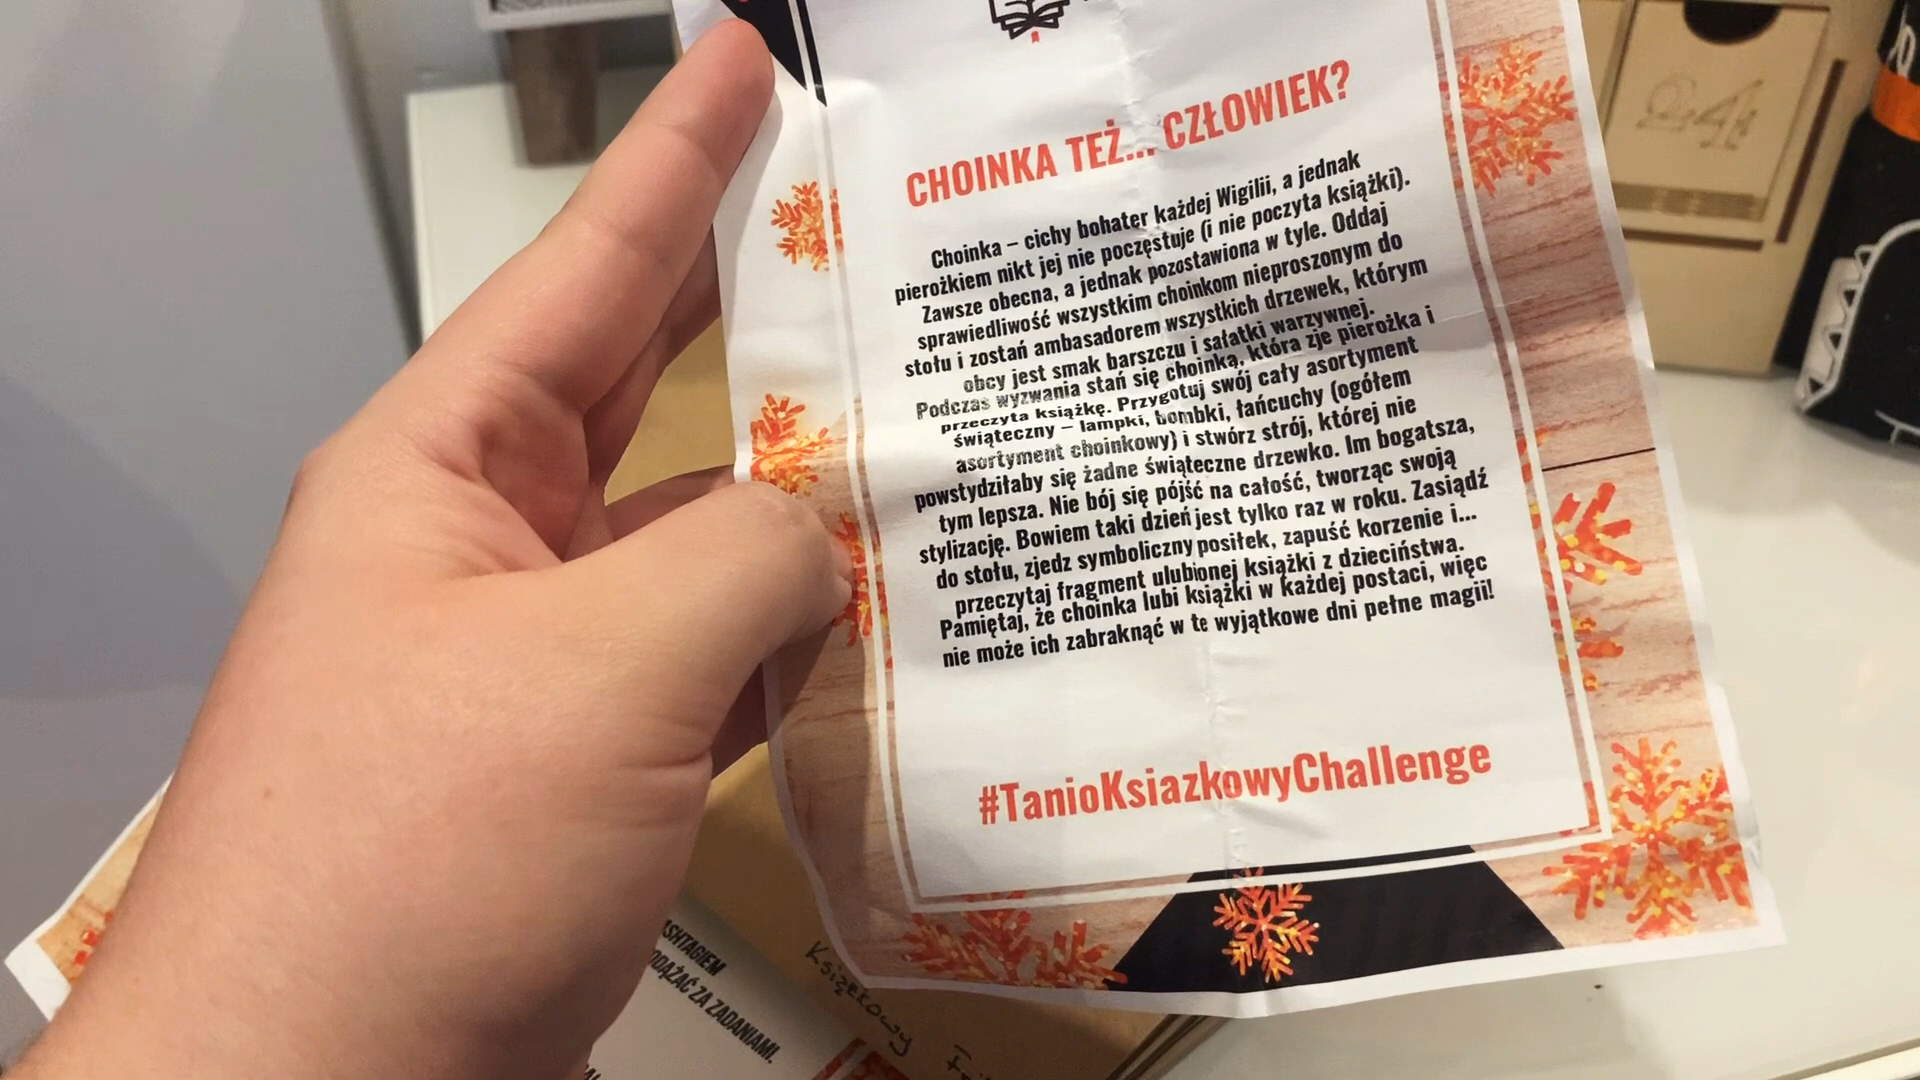 CHOINKA TEŻ... CZŁOWIEK?
Choinka – cichy bohater każdej Wigilii, a jednak
pierożkiem nikt jej nie poczęstuje (i nie poczyta książki).
Zawsze obecna, a jednak pozostawiona w tyle. Oddaj
sprawiedliwość wszystkim choinkom nieproszonym do
stołu i zostań ambasadorem wszystkich drzewek, którym
obcy jest smak barszczu i sałatki warzywnej.
Podczas wyzwania stań się choinką, która zje pierożka i
przeczyta książkę. Przygotuj swój cały asortyment
świąteczny – lampki, bombki, łańcuchy (ogółem
asortyment choinkowy) i stwórz strój, której nie
powstydziłaby się żadne świąteczne drzewko. Im bogatsza,
tym lepsza. Nie bój się pójść na całość, tworząc swoją
stylizację. Bowiem taki dzień jest tylko raz w roku. Zasiądź
do stołu, zjedz symboliczny posiłek, zapuść korzenie i...
przeczytaj fragment ulubionej książki z dzieciństwa.
Pamiętaj, że choinka lubi książki w każdej postaci, więc
nie może ich zabraknąć w te wyjątkowe dni pełne magii!
#TanioKsiazkowyChallenge
24
ZA ZADANIAMI.
Książkowy